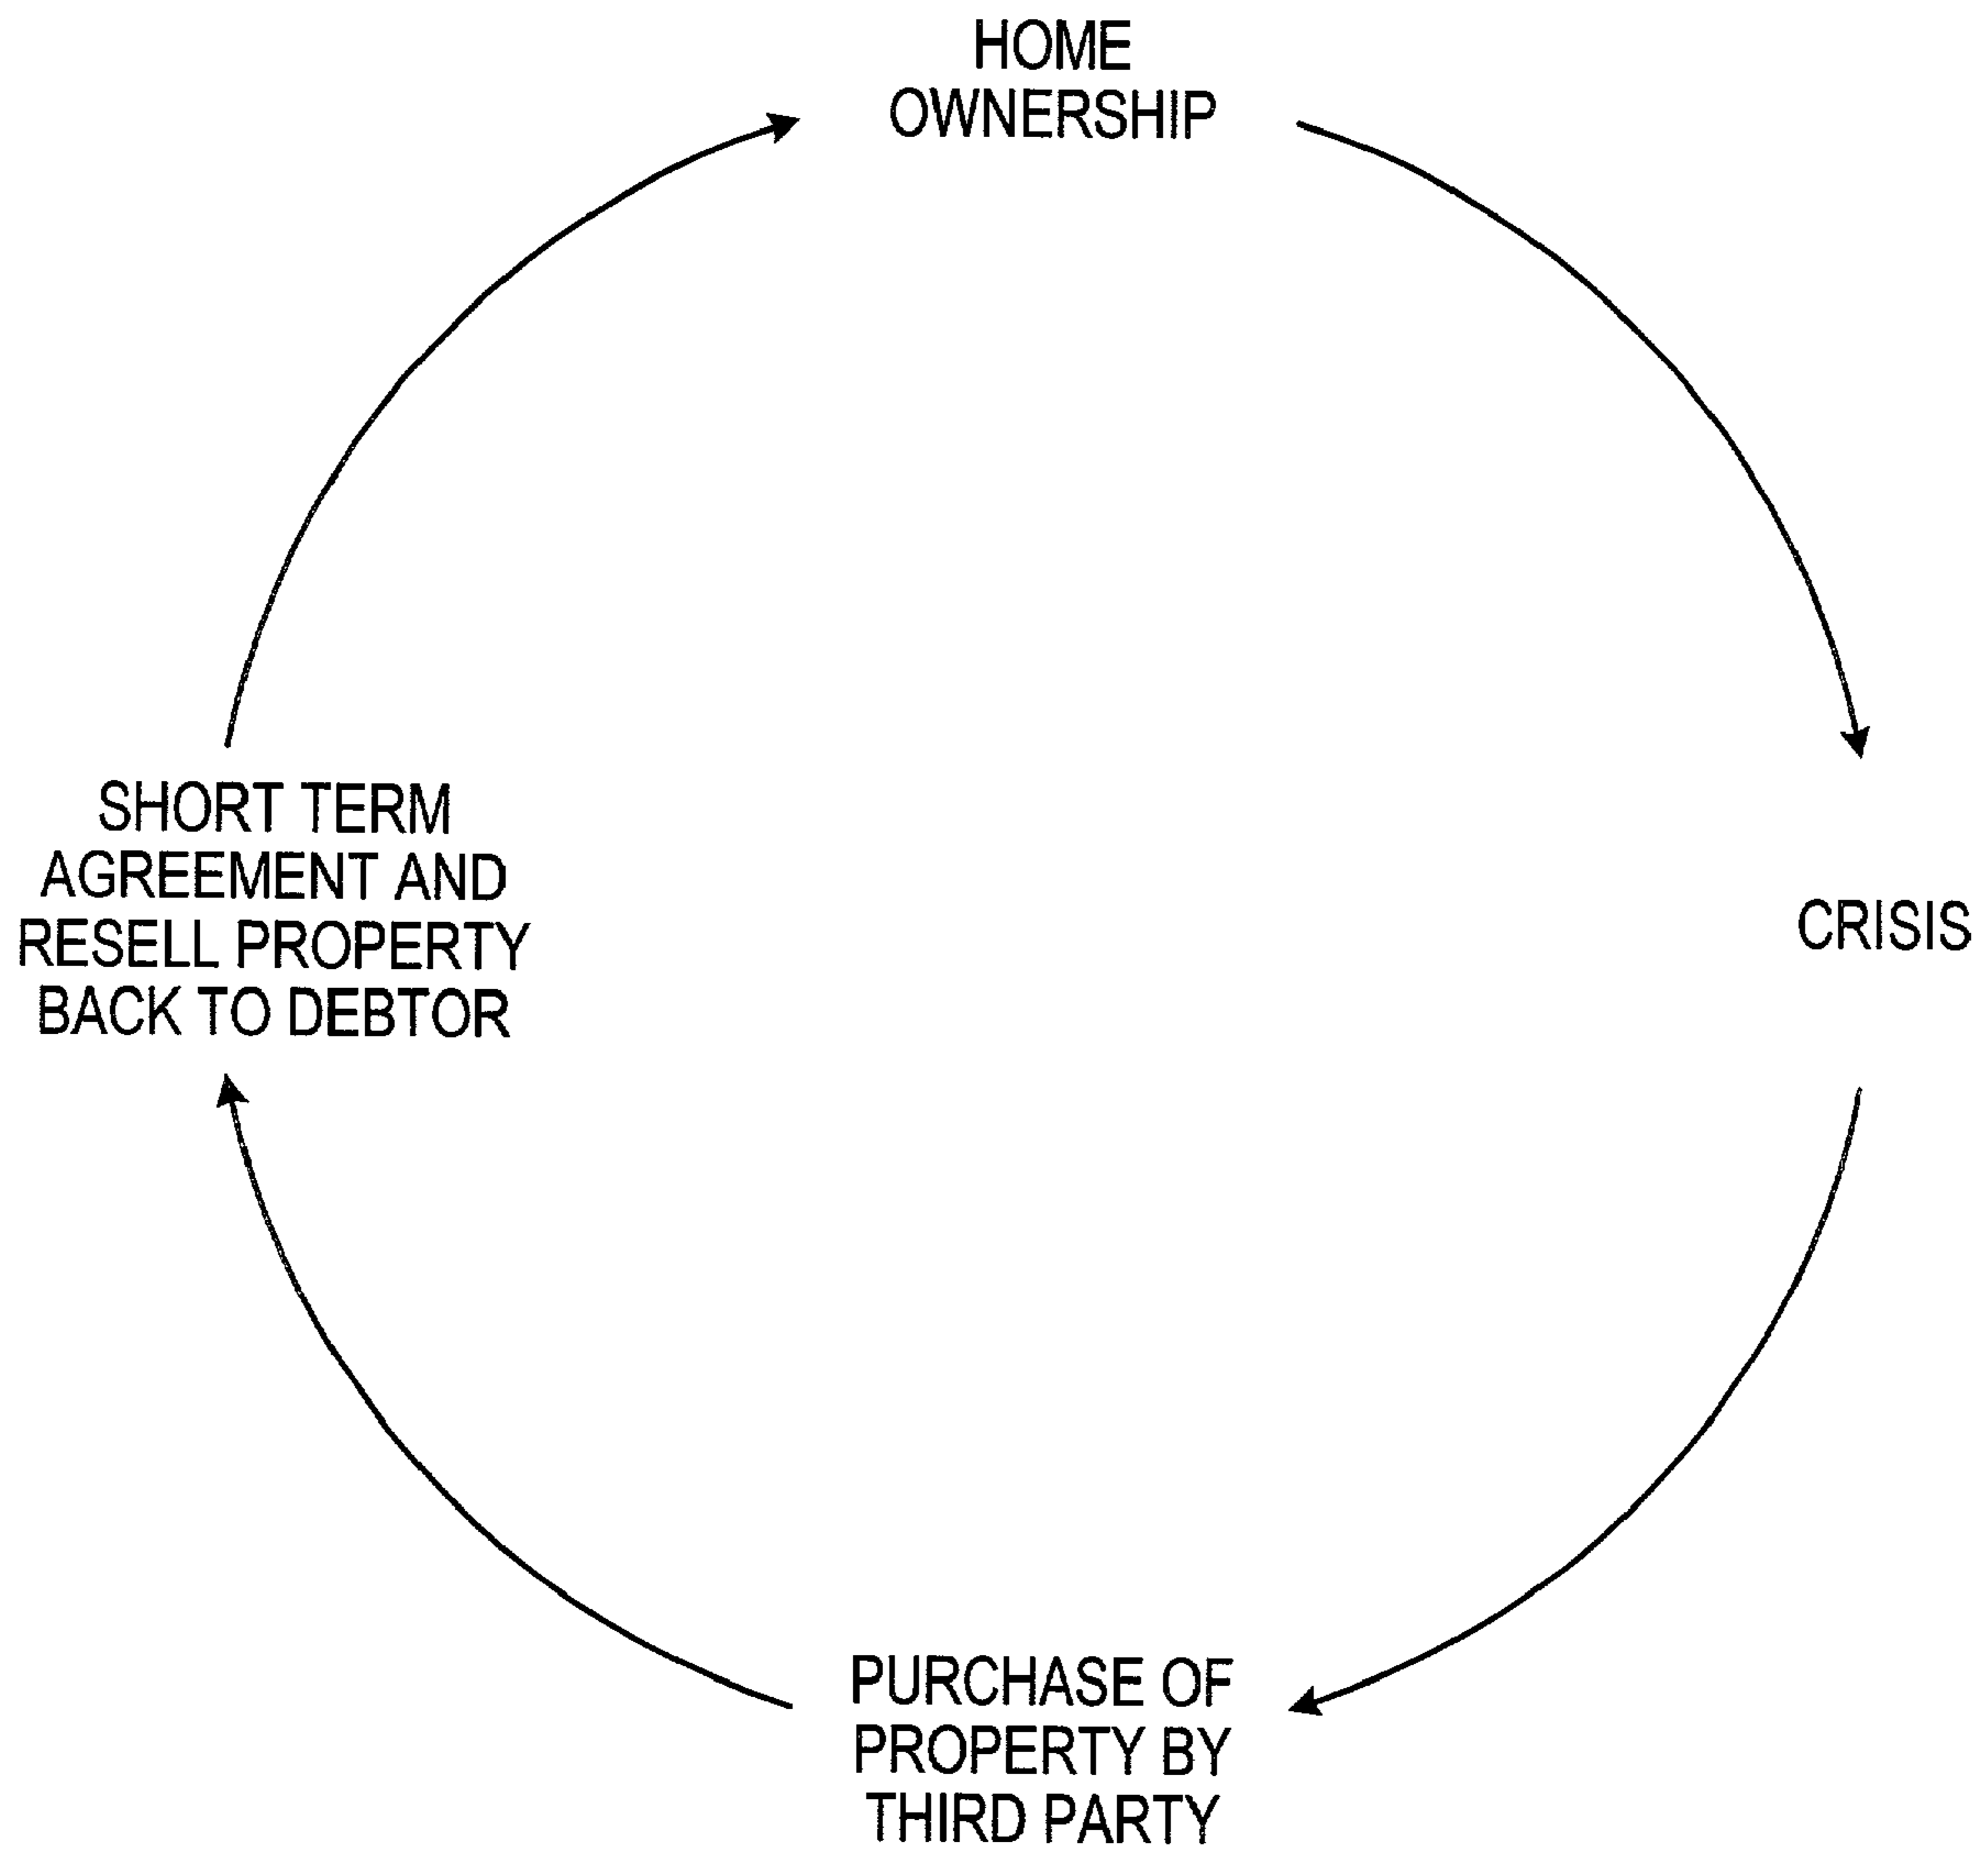 HOME
OWNERSHIP
SHORT TERM
AGREEMENT AND
RESELL PROPERTY
BACK TO DEBTOR
CRISIS
PURCHASE OF
PROPERTY BY
THIRD PARTY